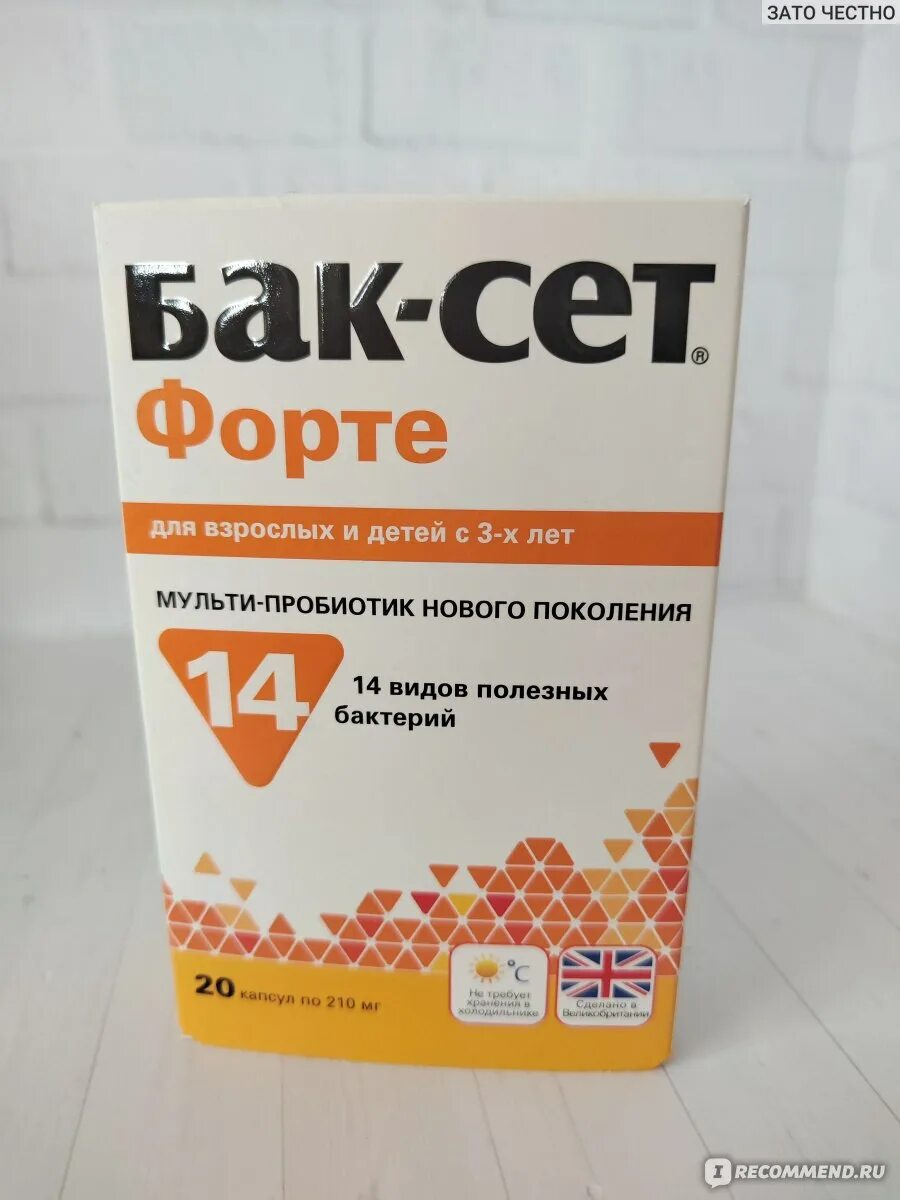 ЗАТО ЧЕСТНО
Бак-сет®
Форте
для взрослых и детей с 3-х лет
МУЛЬТИ-ПРОБИОТИК НОВОГО ПОКОЛЕНИЯ
14
14 видов полезных
бактерий
20 капсул по 210 мг
°C
Не требует
хранения в
холодильнике
Сделано в
Великобритании
IRECOMMEND.RU